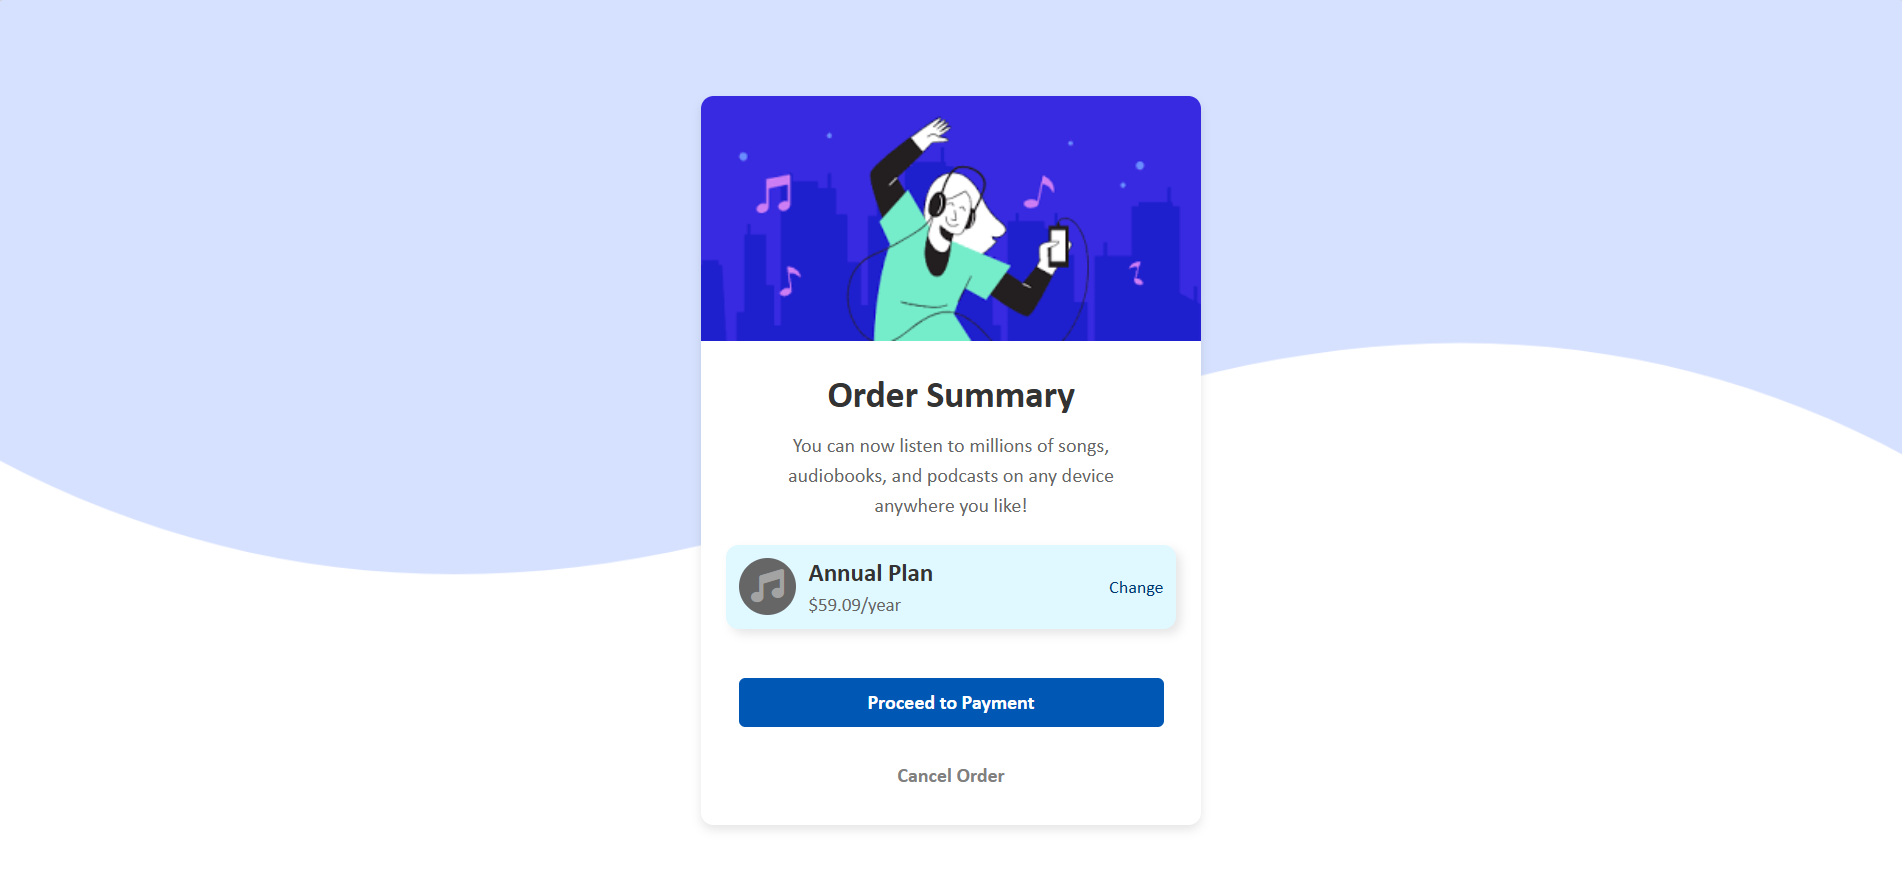 Order Summary
You can now listen to millions of songs,
audiobooks, and podcasts on any device
anywhere you like!
Annual Plan
$59.09/year
Change
Proceed to Payment
Cancel Order